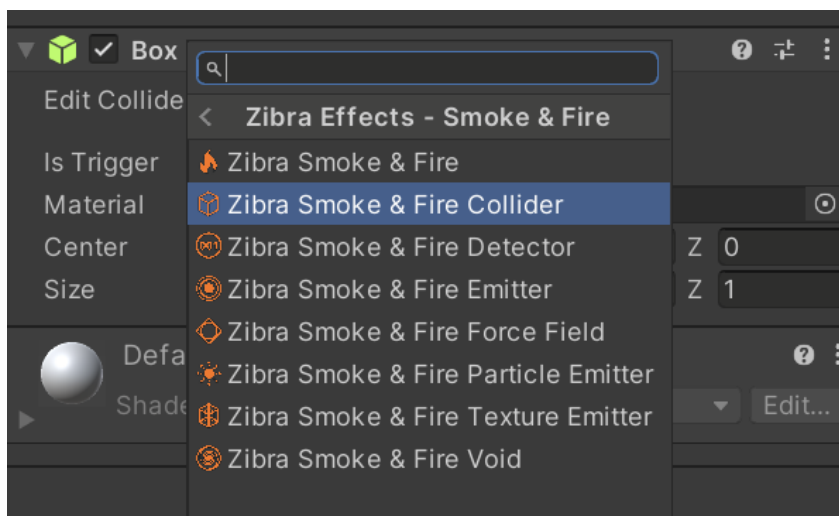 Box
Zibra Effects - Smoke & Fire
Edit Collide
Is Trigger
Zibra Smoke & Fire
Material
Zibra Smoke & Fire Collider
Center
Zibra Smoke & Fire Detector
Z 0
Size
Zibra Smoke & Fire Emitter
Z 1
Zibra Smoke & Fire Force Field
Defa
Zibra Smoke & Fire Particle Emitter
Shade
Zibra Smoke & Fire Texture Emitter
Edit...
Zibra Smoke & Fire Void